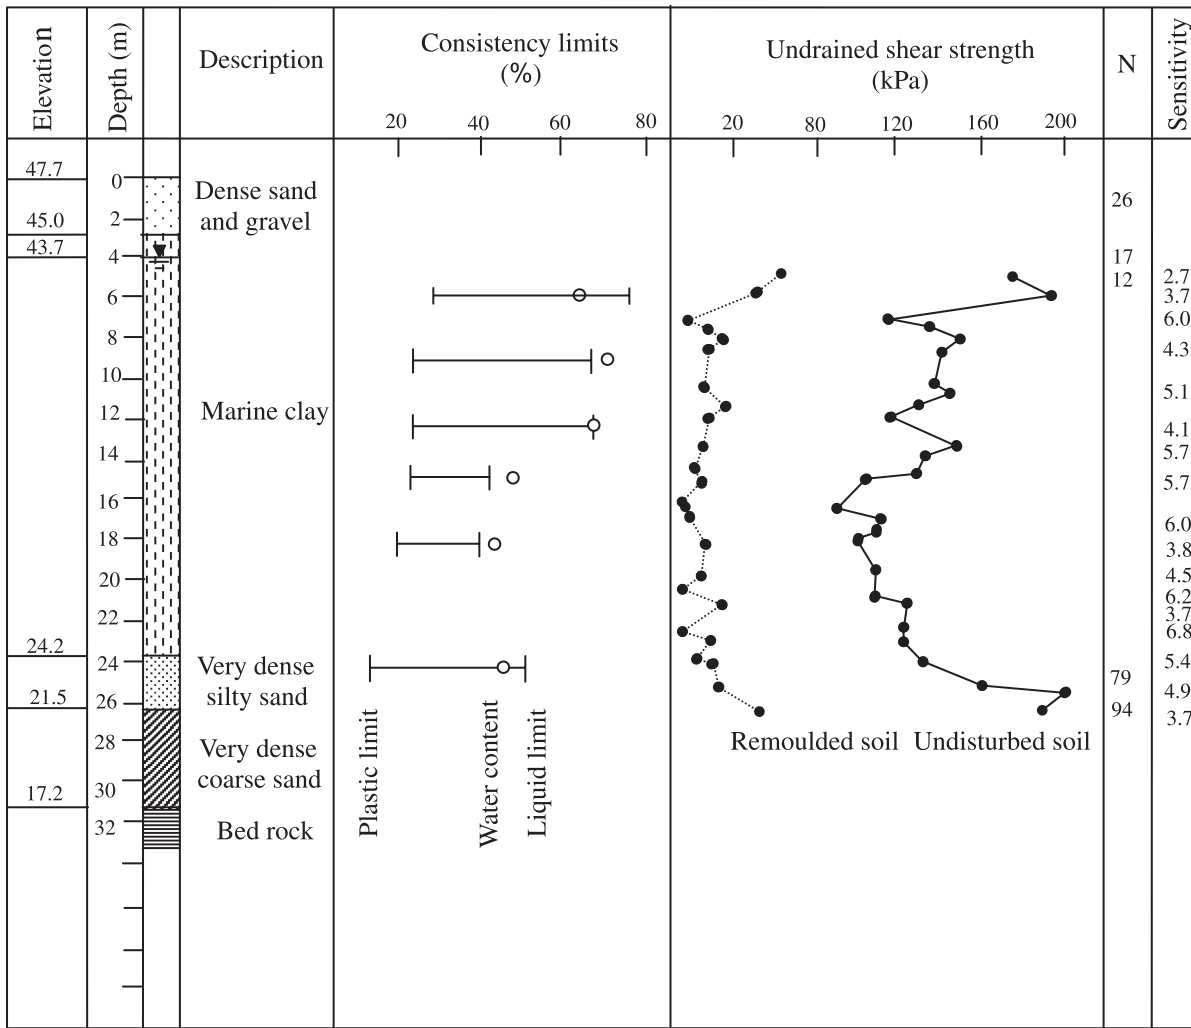 Elevation
Depth (m)
Description
Consistency limits
(%)
Undrained shear strength
(kPa)
N
Sensitivity
20 40 60 80
20 80 120 160 200
47.7
45.0
43.7
24.2
21.5
17.2
0
2
4
6
8
10
12
14
16
18
20
22
24
26
28
30
32
Dense sand
and gravel
Marine clay
Very dense
silty sand
Very dense
coarse sand
Bed rock
Plastic limit
Water content
Liquid limit
Remoulded soil
Undisturbed soil
26
17
12
79
94
2.7
3.7
6.0
4.3
5.1
4.1
5.7
5.7
6.0
3.8
4.5
6.2
3.7
6.8
5.4
4.9
3.7